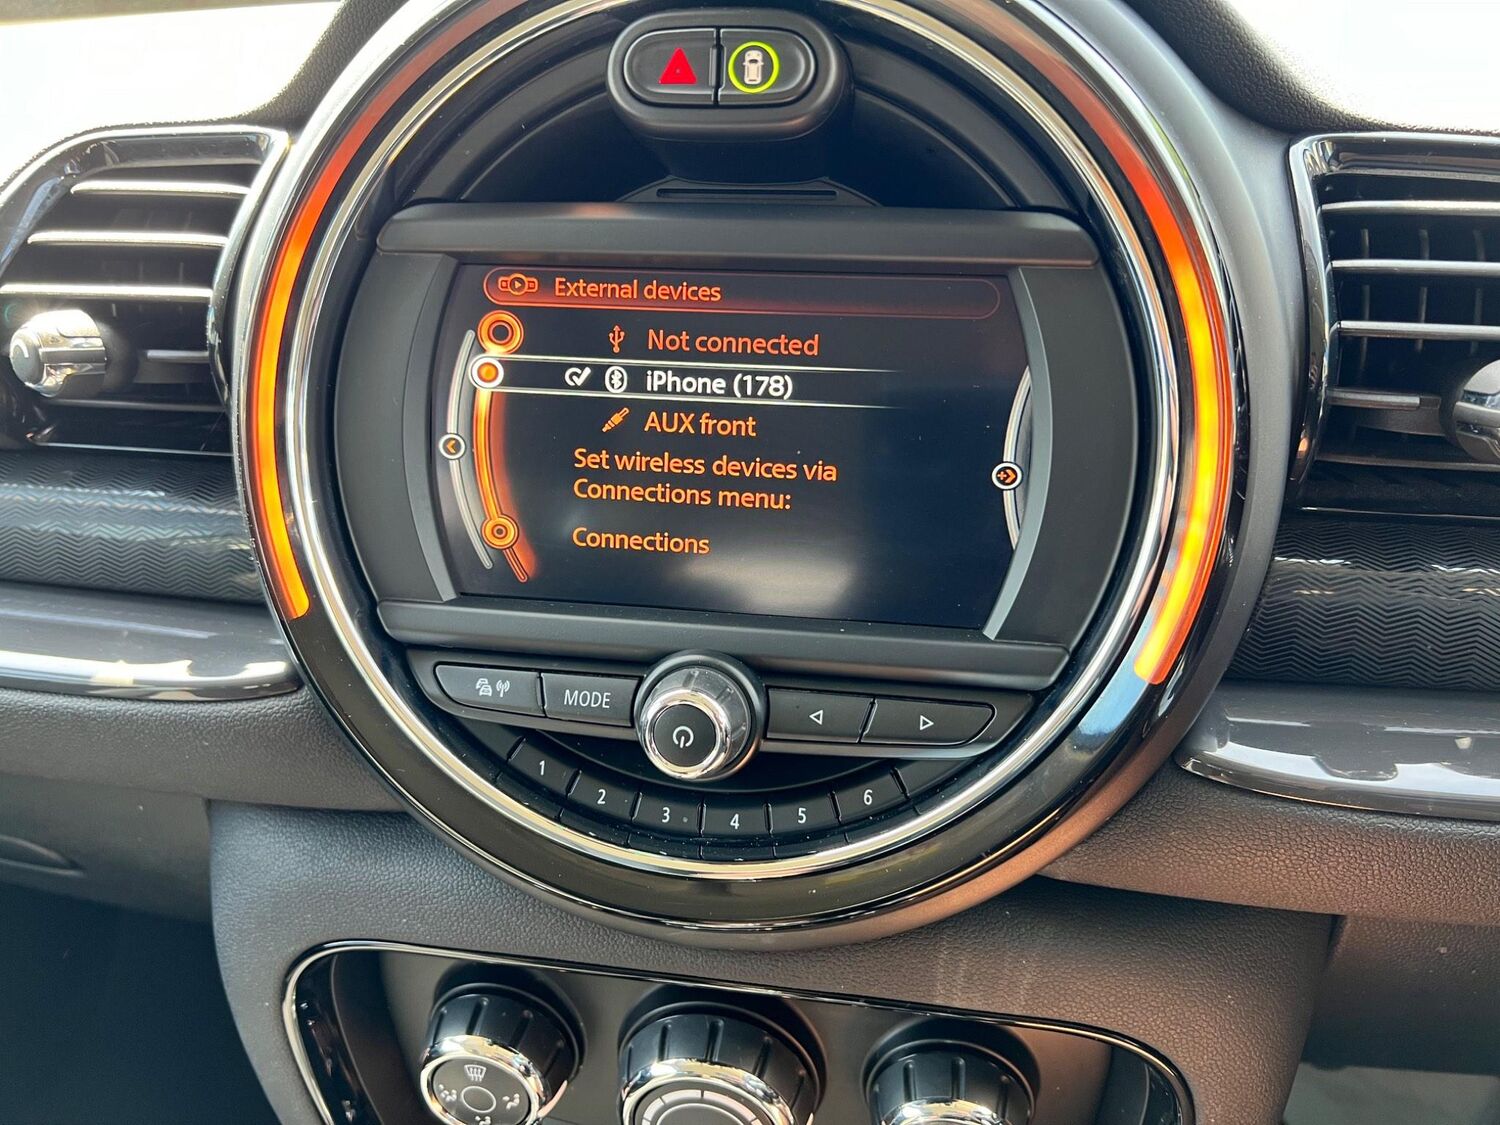 External devices
Not connected
iPhone (178)
AUX front
Set wireless devices via
Connections menu:
Connections
MODE
1
2
3
4
5
6